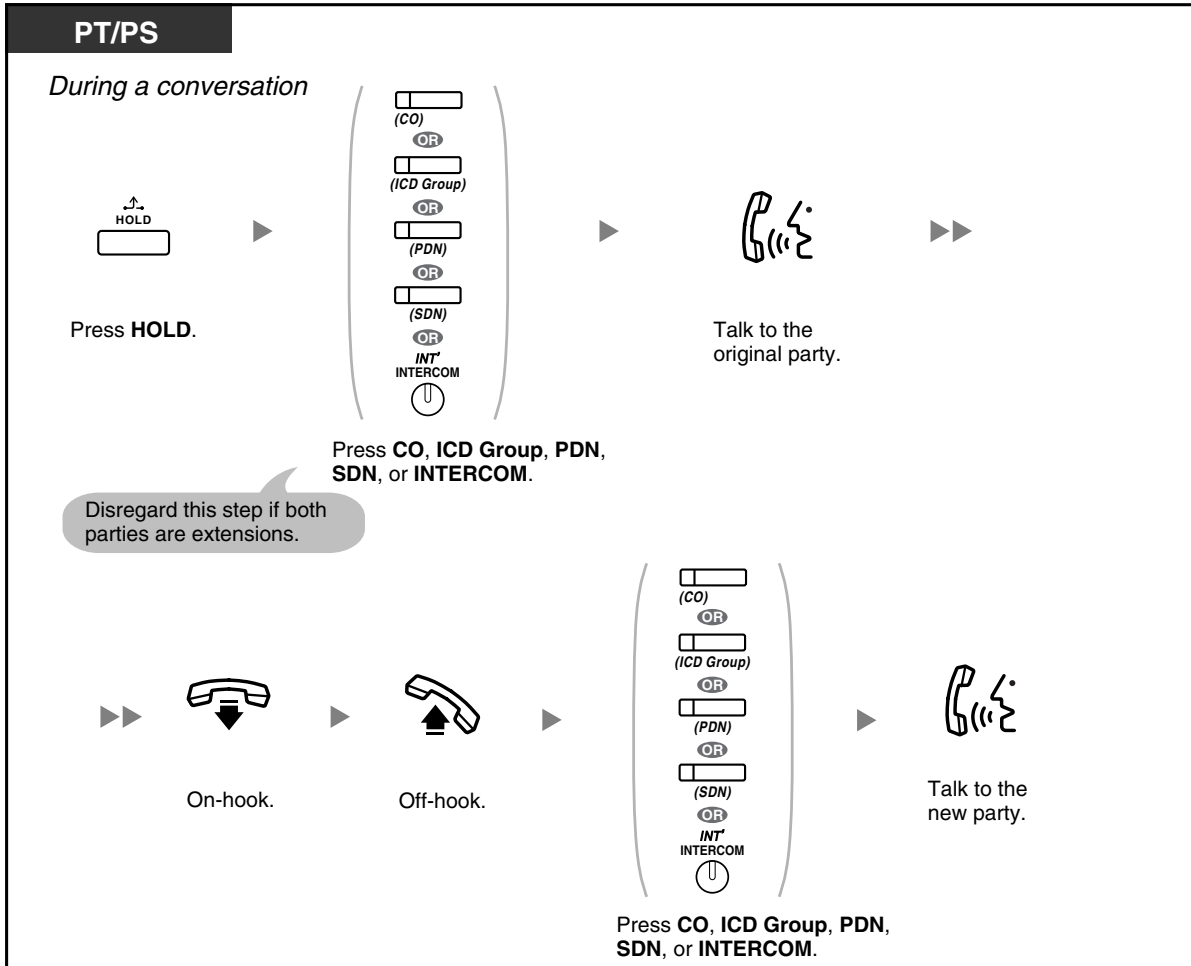 PT/PS
During a conversation
HOLD
Press HOLD.
(CO)
OR
(ICD Group)
OR
(PDN)
OR
(SDN)
OR
INT'
INTERCOM
Press CO, ICD Group, PDN,
SDN, or INTERCOM.
Disregard this step if both
parties are extensions.
Talk to the
original party.
On-hook.
Off-hook.
(CO)
OR
(ICD Group)
OR
(PDN)
OR
(SDN)
OR
INT'
INTERCOM
Press CO, ICD Group, PDN,
SDN, or INTERCOM.
Talk to the
new party.